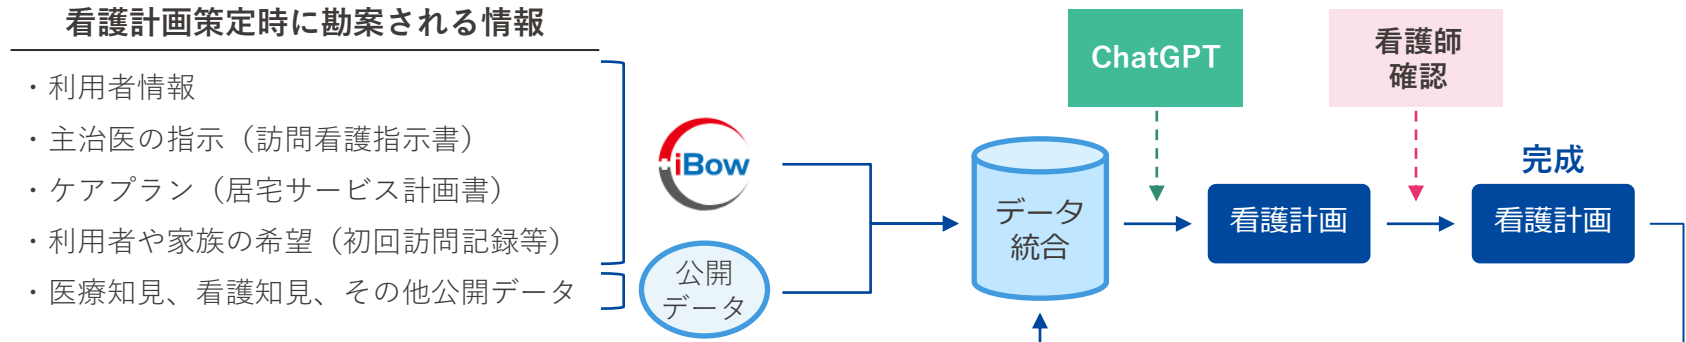 看護計画策定時に勘案される情報
・利用者情報
・主治医の指示（訪問看護指示書）
・ケアプラン（居宅サービス計画書）
・利用者や家族の希望（初回訪問記録等）
・医療知見、看護知見、その他公開データ
iBow
公開
データ
データ
統合
ChatGPT
看護計画
看護師
確認
完成
看護計画